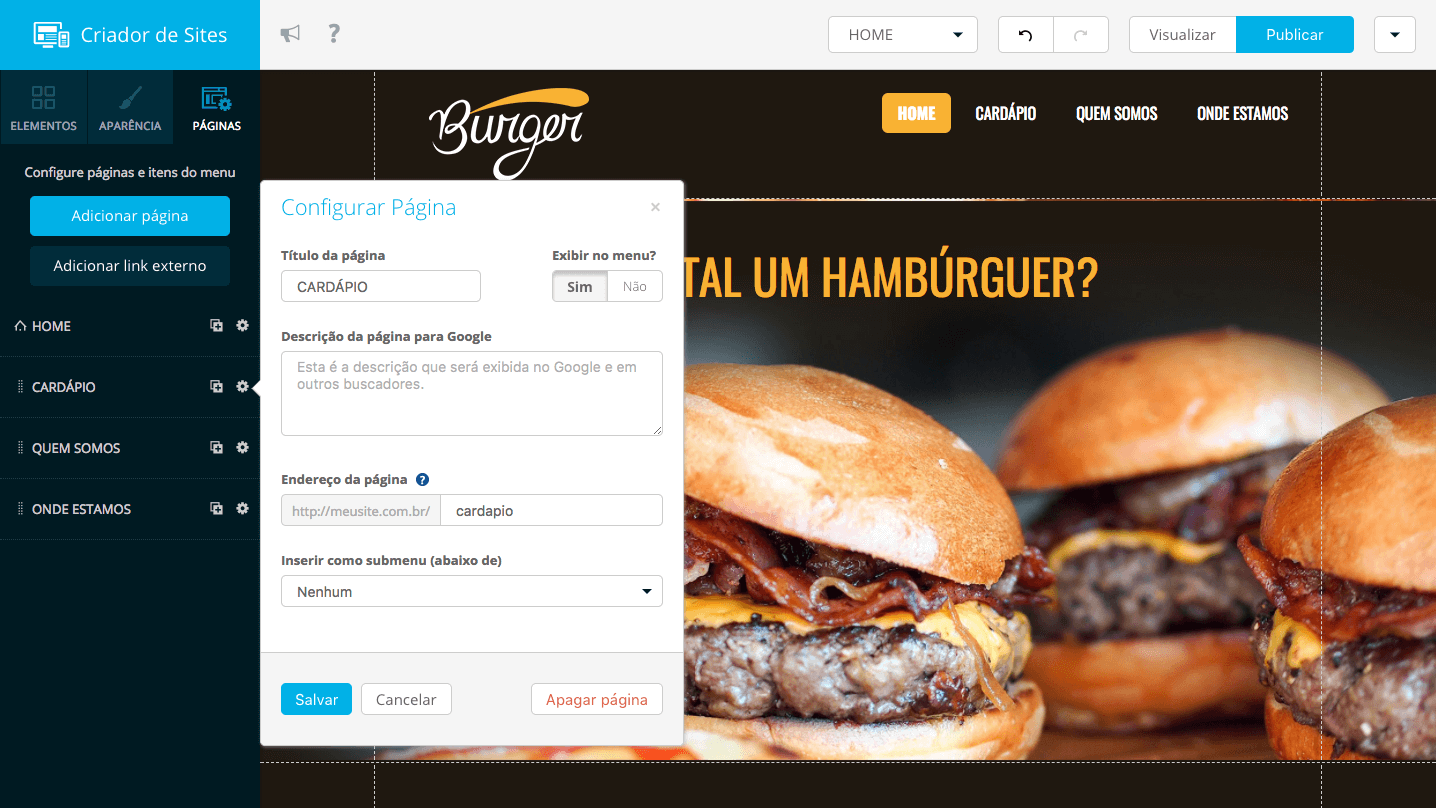 Criador de Sites
?
HOME
Visualizar
Publicar
ELEMENTOS
APARÊNCIA
PÁGINAS
Configure páginas e itens do menu
Adicionar página
Adicionar link externo
HOME
CARDÁPIO
QUEM SOMOS
ONDE ESTAMOS
Burger
HOME
CARDÁPIO
QUEM SOMOS
ONDE ESTAMOS
TAL UM HAMBÚRGUER?
Configurar Página
×
Título da página
Exibir no menu?
CARDÁPIO
Sim
Não
Descrição da página para Google
Esta é a descrição que será exibida no Google e em
outros buscadores.
Endereço da página ?
http://meusite.com.br/
cardapio
Inserir como submenu (abaixo de)
Nenhum
Salvar
Cancelar
Apagar página